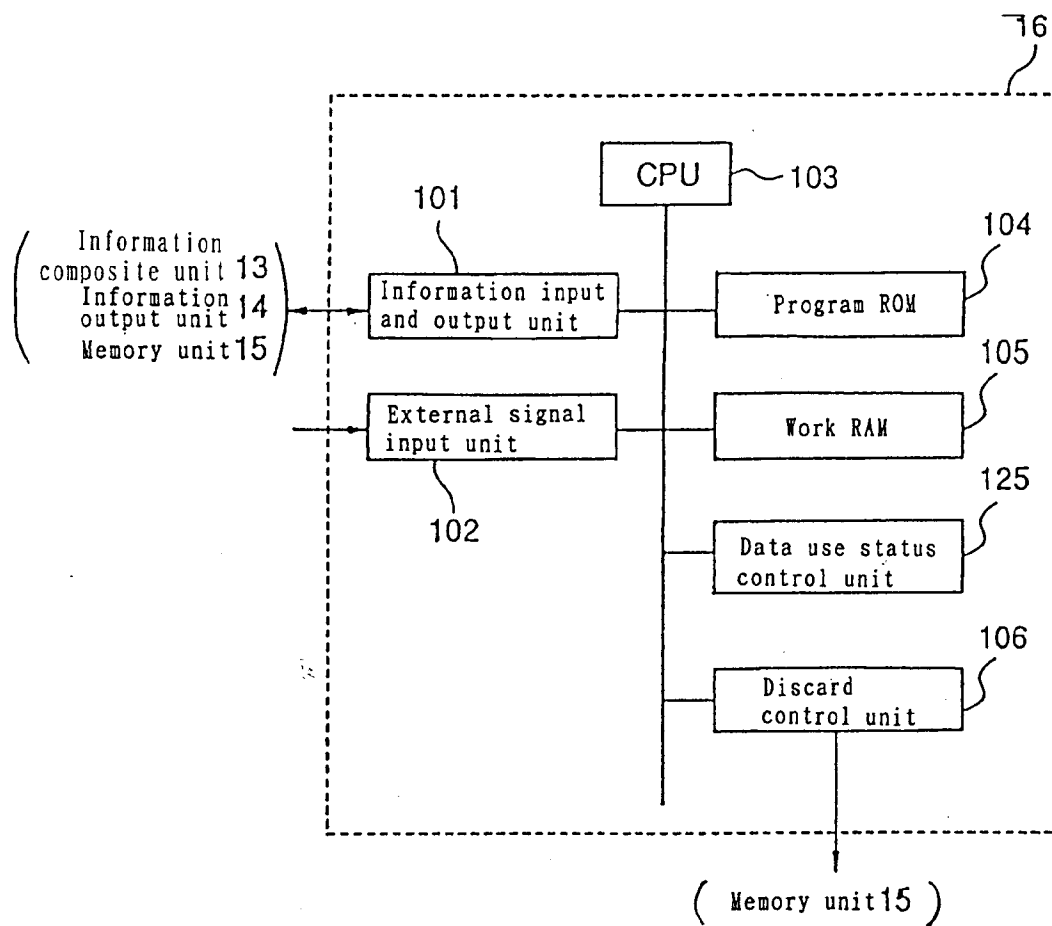 16
CPU
103
101
104
Information
composite unit 13
Information
output unit 14
Memory unit 15
Information input
and output unit
Program ROM
105
External signal
input unit
Work RAM
102
125
Data use status
control unit
106
Discard
control unit
( Memory unit 15 )